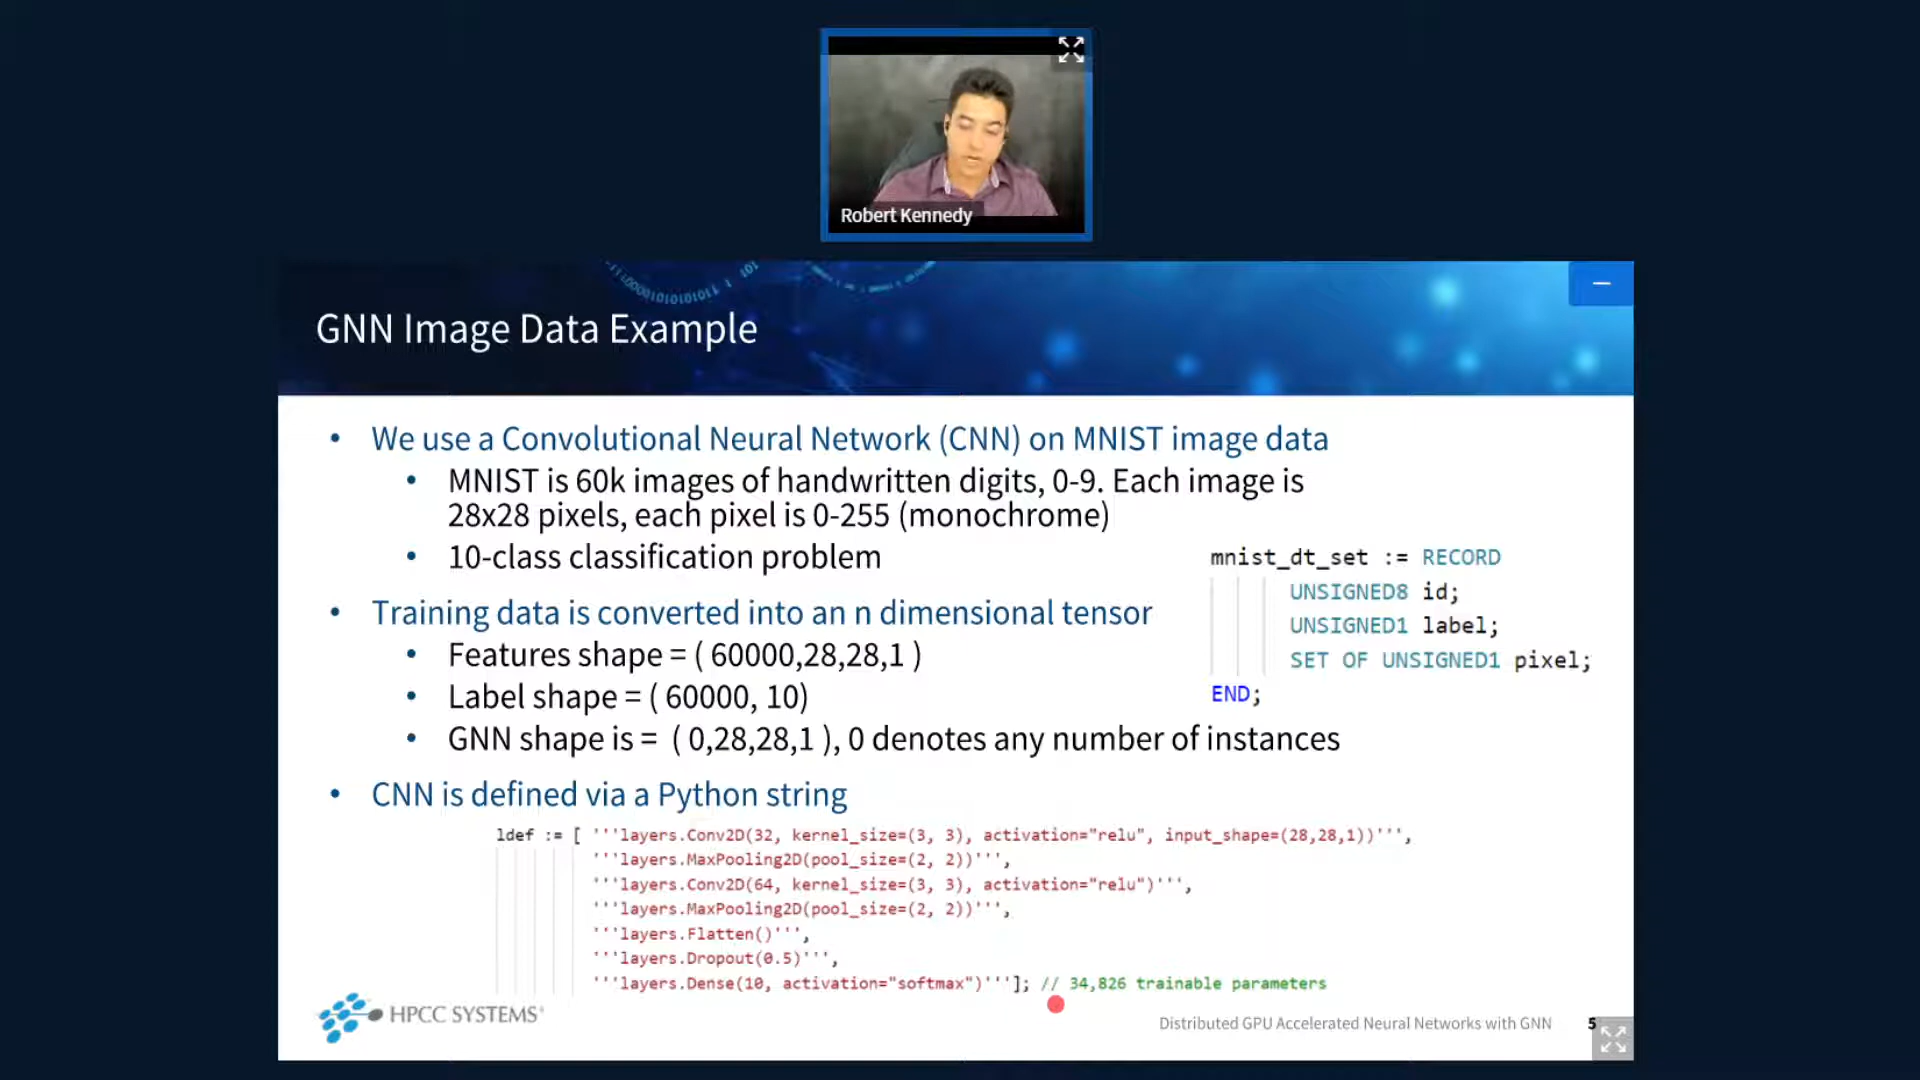 Robert Kennedy
GNN Image Data Example
• We use a Convolutional Neural Network (CNN) on MNIST image data
• MNIST is 60k images of handwritten digits, 0-9. Each image is
28x28 pixels, each pixel is 0-255 (monochrome)
• 10-class classification problem
• Training data is converted into an n dimensional tensor
• Features shape = ( 60000,28,28,1 )
• Label shape = ( 60000, 10)
• GNN shape is = ( 0,28,28,1 ), 0 denotes any number of instances
mnist_dt_set := RECORD
UNSIGNED8 id;
UNSIGNED1 label;
SET OF UNSIGNED1 pixel;
END;
• CNN is defined via a Python string
ldef := [ '''layers.Conv2D(32, kernel_size=(3, 3), activation="relu", input_shape=(28,28,1))''',
'''layers.MaxPooling2D(pool_size=(2, 2))''',
'''layers.Conv2D(64, kernel_size=(3, 3), activation="relu")''',
'''layers.MaxPooling2D(pool_size=(2, 2))''',
'''layers.Flatten()''',
'''layers.Dropout(0.5)''',
'''layers.Dense(10, activation="softmax")''']; // 34,826 trainable parameters
HPCC SYSTEMS®
Distributed GPU Accelerated Neural Networks with GNN 5